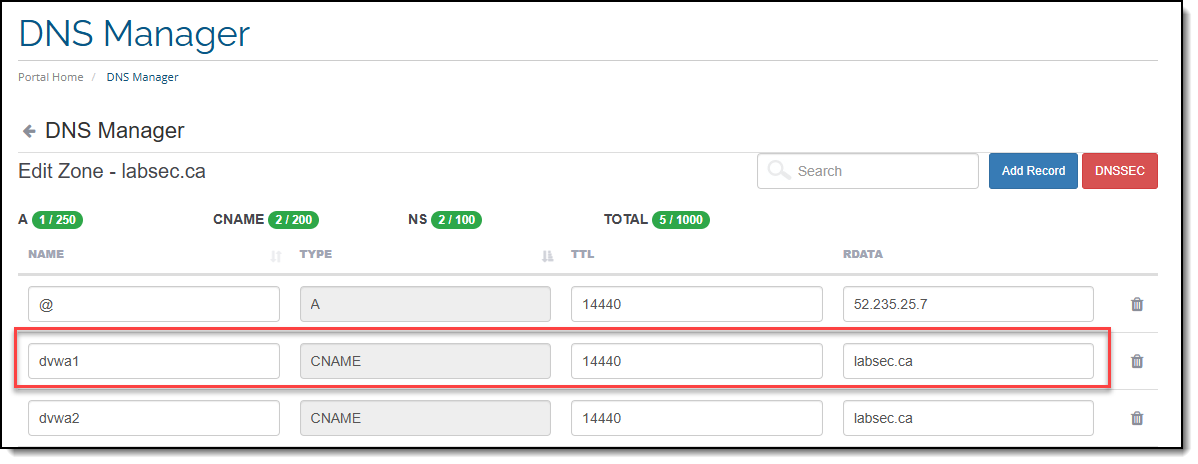 DNS Manager
Portal Home / DNS Manager
DNS Manager
Edit Zone - labsec.ca
Search
Add Record
DNSSEC
A 1 / 250 CNAME 2 / 200 NS 2 / 100 TOTAL 5 / 1000
NAME TYPE TTL RDATA
@ A 14440 52.235.25.7
dvwa1 CNAME 14440 labsec.ca
dvwa2 CNAME 14440 labsec.ca